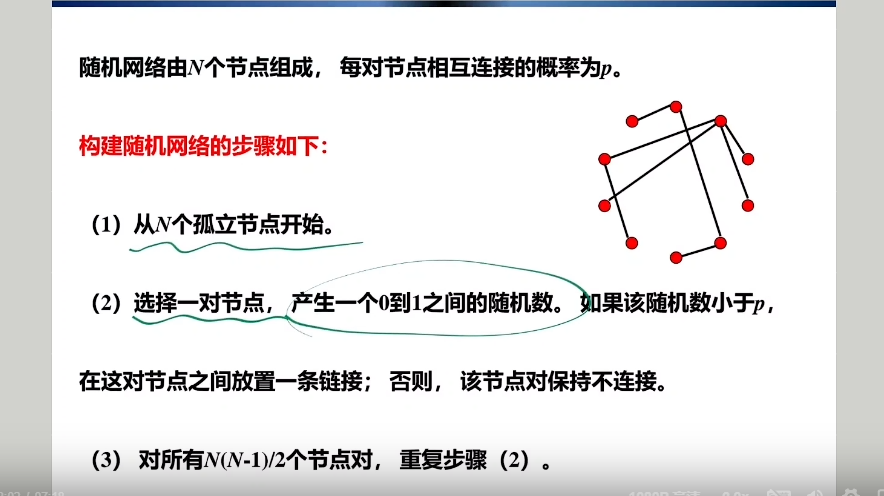 随机网络由N个节点组成， 每对节点相互连接的概率为p。
构建随机网络的步骤如下：
（1）从N个孤立节点开始。
（2）选择一对节点， 产生一个0到1之间的随机数。 如果该随机数小于p，
在这对节点之间放置一条链接； 否则， 该节点对保持不连接。
（3） 对所有N(N-1)/2个节点对， 重复步骤（2）。